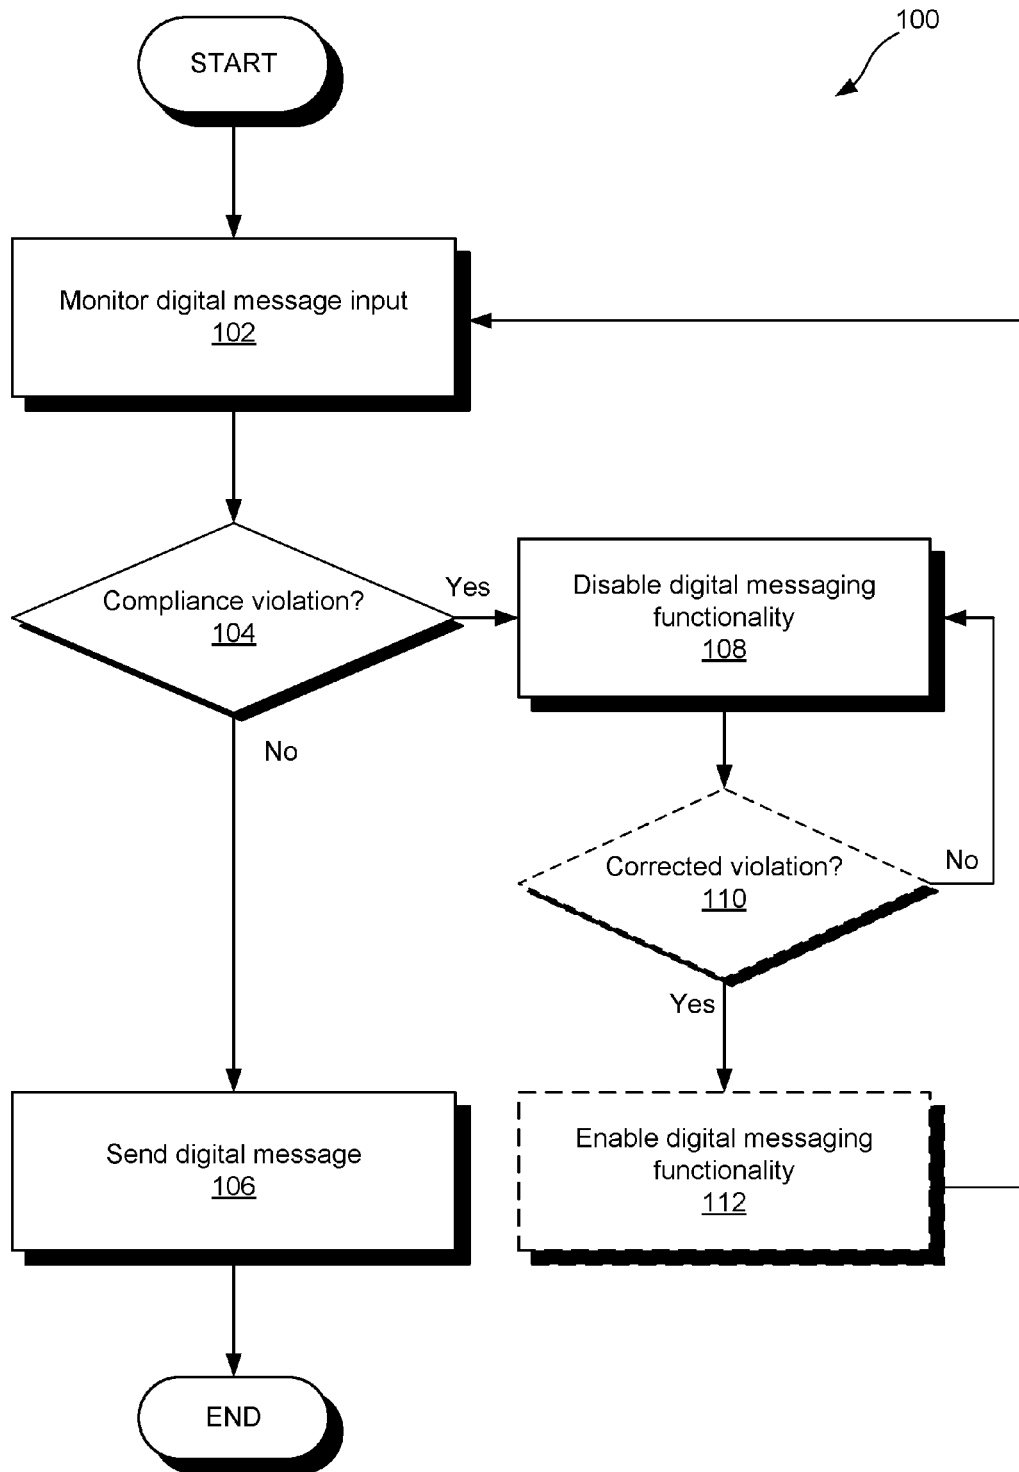 100
START
Monitor digital message input
102
Compliance violation?
104
Yes
No
Disable digital messaging
functionality
108
Corrected violation?
110
No
Yes
Send digital message
106
Enable digital messaging
functionality
112
END